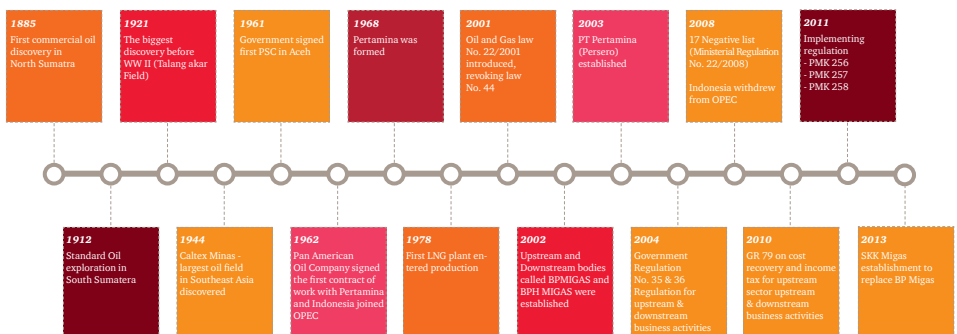 1885
First commercial oil
discovery in
North Sumatra
1921
The biggest
discovery before
WW II (Talang akar
Field)
1961
Government signed
first PSC in Aceh
1968
Pertamina was
formed
2001
Oil and Gas law
No. 22/2001
introduced,
revoking law
No. 44
2003
PT Pertamina
(Persero)
established
2008
17 Negative list
(Ministerial Regulation
No. 22/2008)
Indonesia withdrew
from OPEC
2011
Implementing
regulation
- PMK 256
- PMK 257
- PMK 258
1912
Standard Oil
exploration in
South Sumatera
1944
Caltex Minas -
largest oil field
in Southeast Asia
discovered
1962
Pan American
Oil Company signed
the first contract of
work with Pertamina
and Indonesia joined
OPEC
1978
First LNG plant en-
tered production
2002
Upstream and
Downstream bodies
called BPMIGAS and
BPH MIGAS were
established
2004
Government
Regulation
No. 35 & 36
Regulation for
upstream &
downstream
business activities
2010
GR 79 on cost
recovery and income
tax for upstream
sector upstream
& downstream
business activities
2013
SKK Migas
establishment to
replace BP Migas